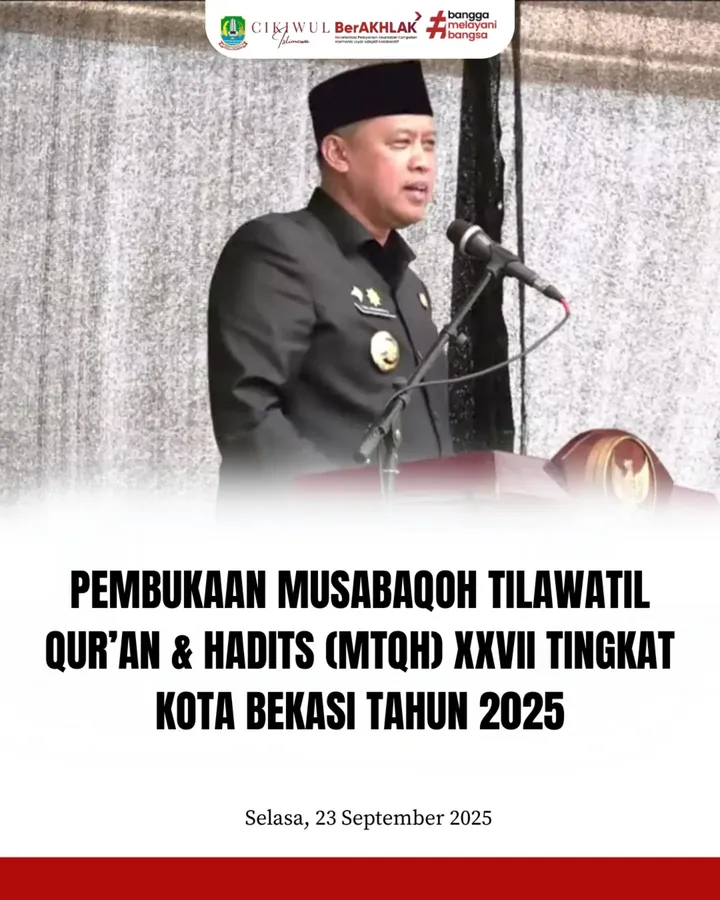 CIKIWUL
Istimewa
BerAKHLAK
#bangga
melayani
bangsa
PEMBUKAAN MUSABAQOH TILAWATIL
QUR’AN & HADITS (MTQH) XXVII TINGKAT
KOTA BEKASI TAHUN 2025
Selasa, 23 September 2025